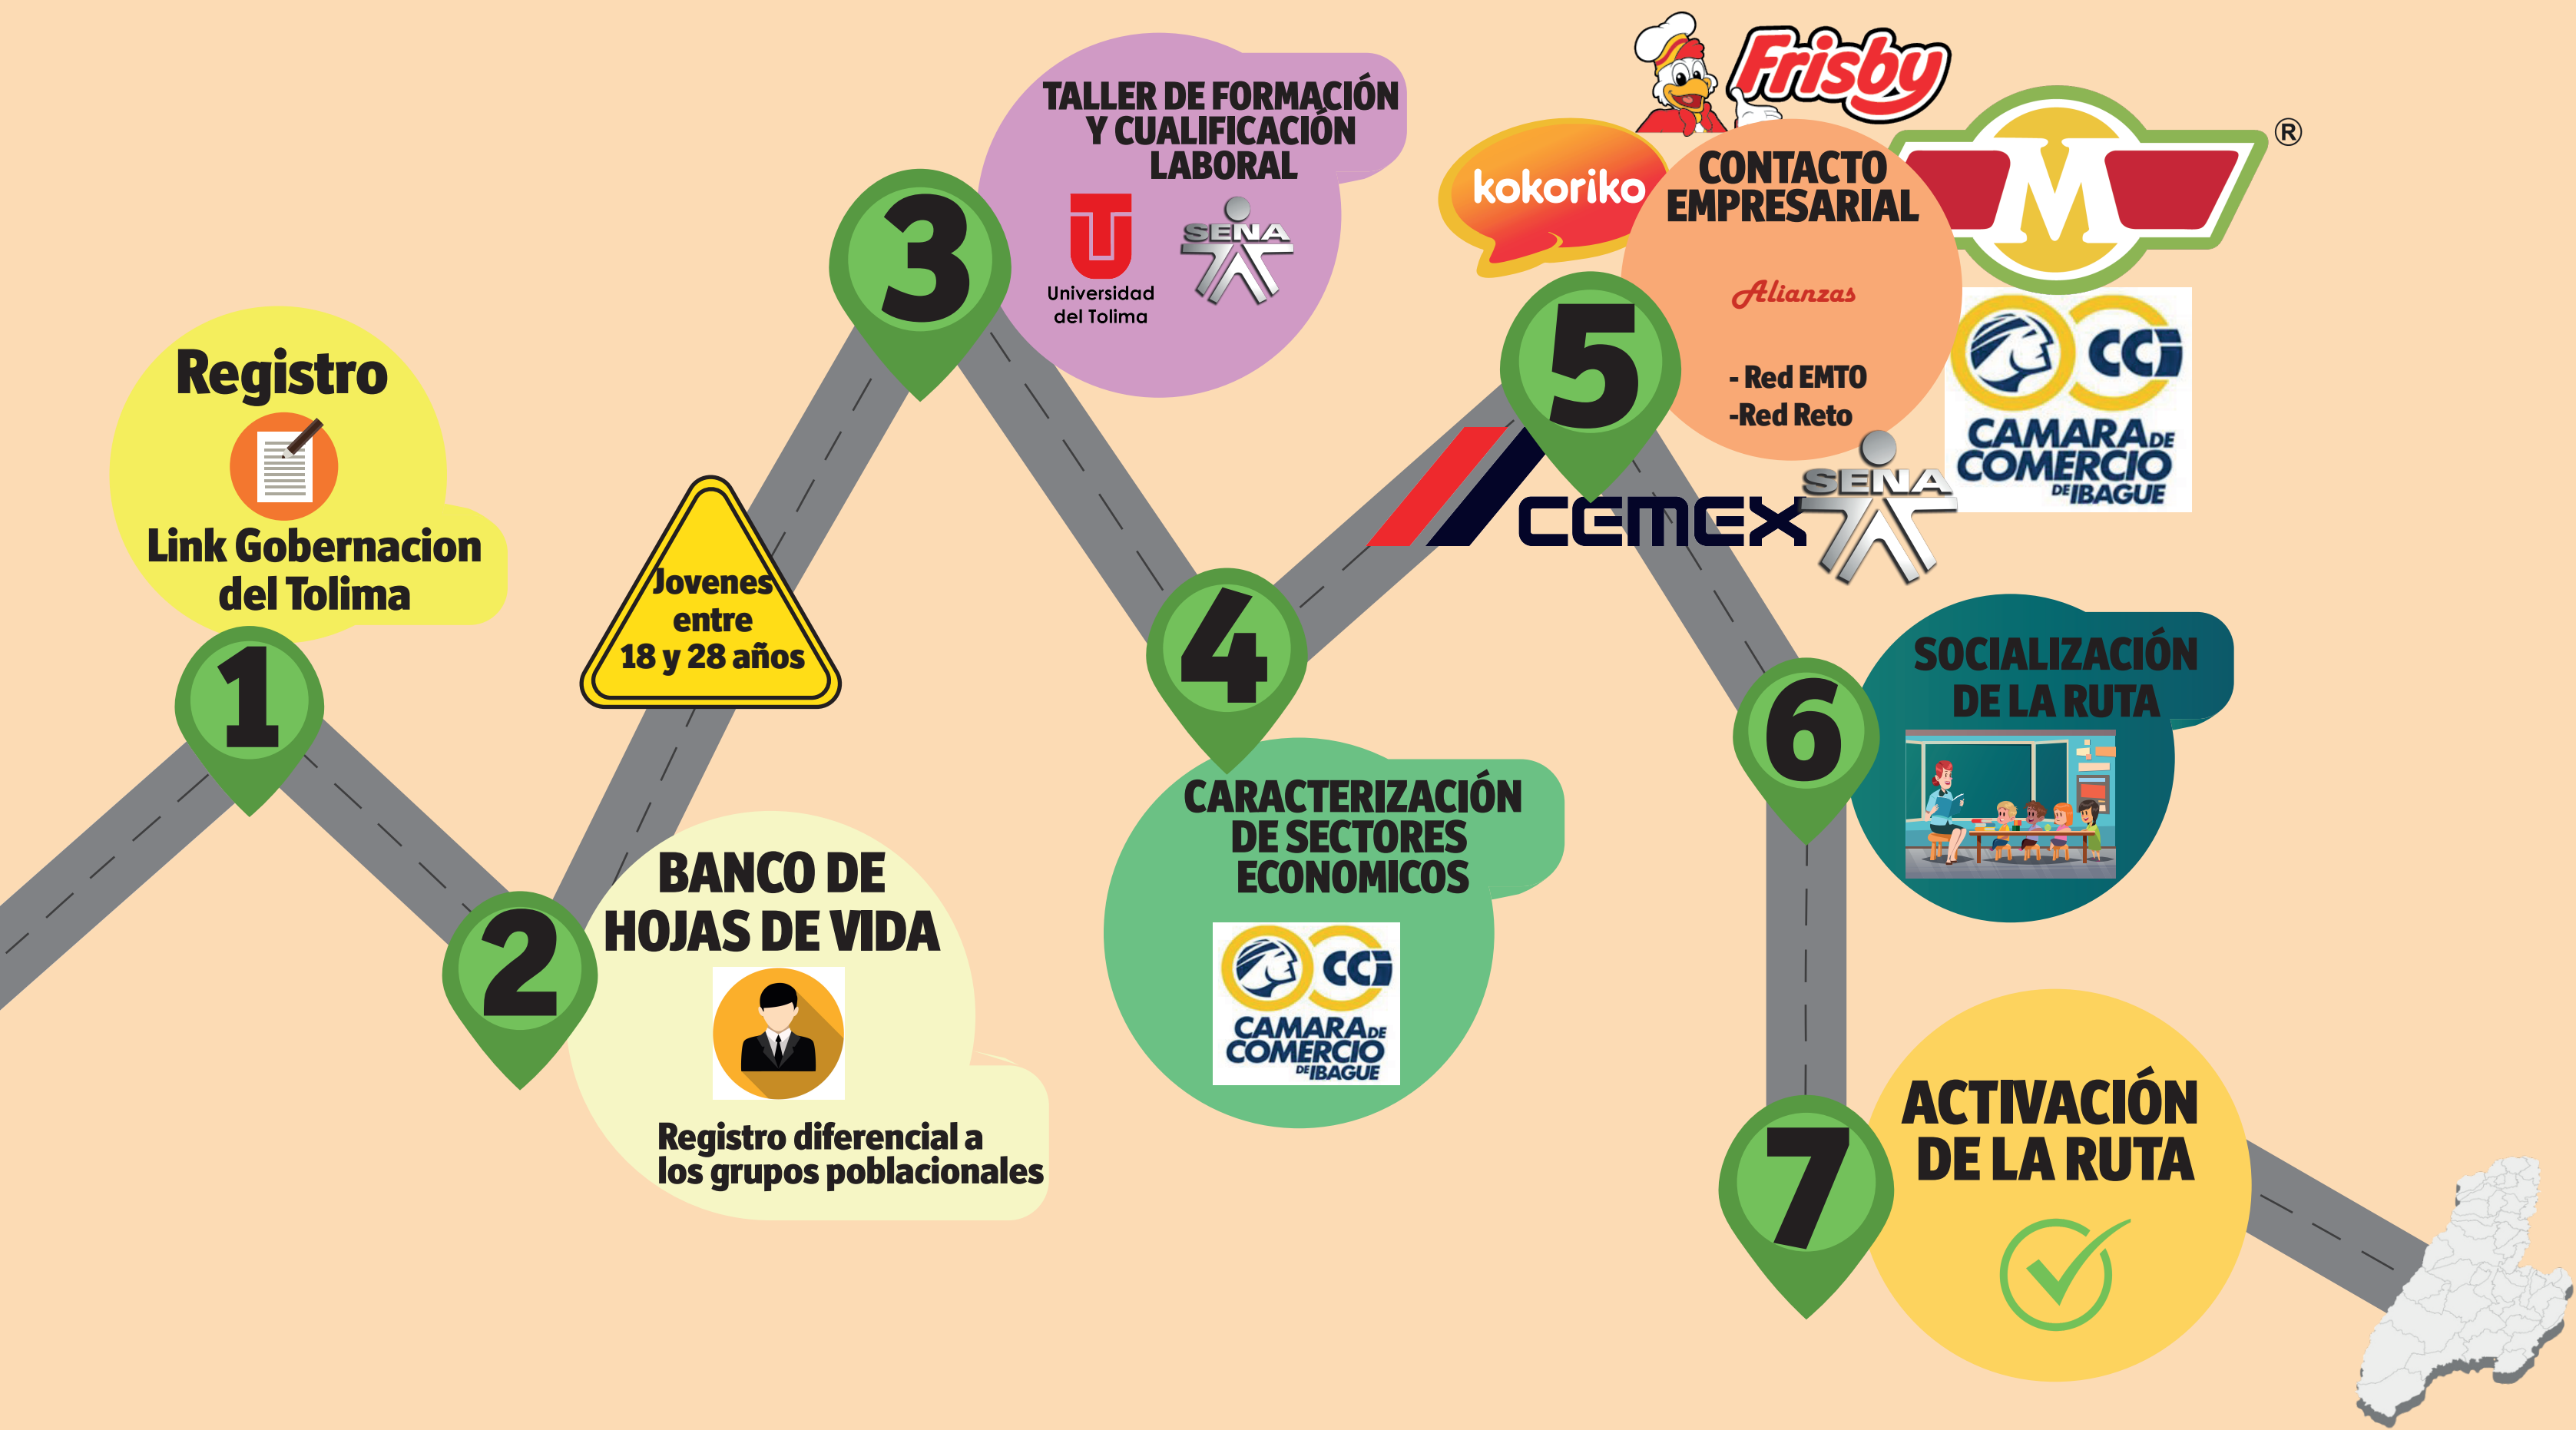 Registro
Link Gobernacion
del Tolima
1
2
BANCO DE
HOJAS DE VIDA
Registro diferencial a
los grupos poblacionales
Jovenes
entre
18 y 28 años
3
TALLER DE FORMACIÓN
Y CUALIFICACIÓN
LABORAL
Universidad
del Tolima
SENA
4
CARACTERIZACIÓN
DE SECTORES
ECONOMICOS
CCi
CAMARA DE
COMERCIO
DE IBAGUE
5
CONTACTO
EMPRESARIAL
Alianzas
- Red EMTO
-Red Reto
Frisby
kokoriko
M
®
CCi
CAMARA DE
COMERCIO
DE IBAGUE
CEMEX
SENA
6
SOCIALIZACIÓN
DE LA RUTA
7
ACTIVACIÓN
DE LA RUTA